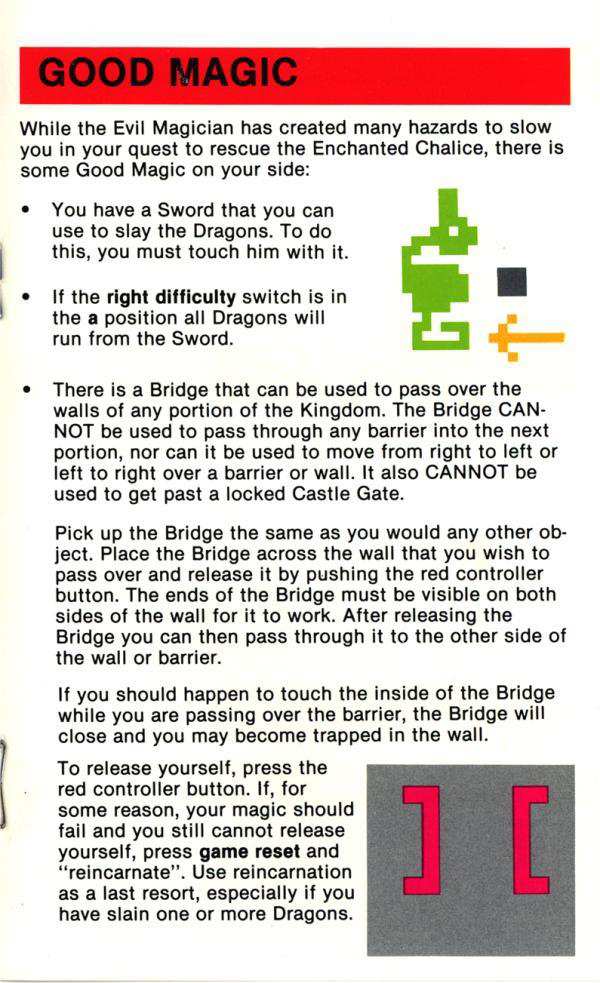 GOOD MAGIC
While the Evil Magician has created many hazards to slow
you in your quest to rescue the Enchanted Chalice, there is
some Good Magic on your side:
• You have a Sword that you can
use to slay the Dragons. To do
this, you must touch him with it.
• If the right difficulty switch is in
the a position all Dragons will
run from the Sword.
• There is a Bridge that can be used to pass over the
walls of any portion of the Kingdom. The Bridge CAN-
NOT be used to pass through any barrier into the next
portion, nor can it be used to move from right to left or
left to right over a barrier or wall. It also CANNOT be
used to get past a locked Castle Gate.
Pick up the Bridge the same as you would any other ob-
ject. Place the Bridge across the wall that you wish to
pass over and release it by pushing the red controller
button. The ends of the Bridge must be visible on both
sides of the wall for it to work. After releasing the
Bridge you can then pass through it to the other side of
the wall or barrier.
If you should happen to touch the inside of the Bridge
while you are passing over the barrier, the Bridge will
close and you may become trapped in the wall.
To release yourself, press the
red controller button. If, for
some reason, your magic should
fail and you still cannot release
yourself, press game reset and
“reincarnate”. Use reincarnation
as a last resort, especially if you
have slain one or more Dragons.